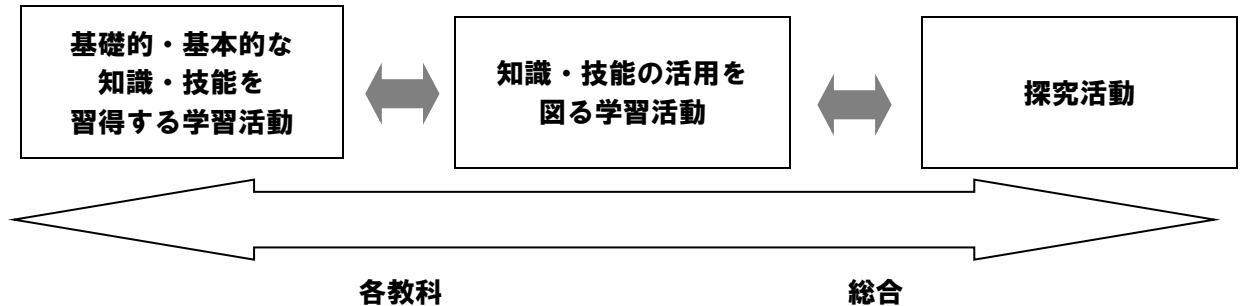 基礎的・基本的な
知識・技能を
習得する学習活動
知識・技能の活用を
図る学習活動
探究活動
各教科
総合